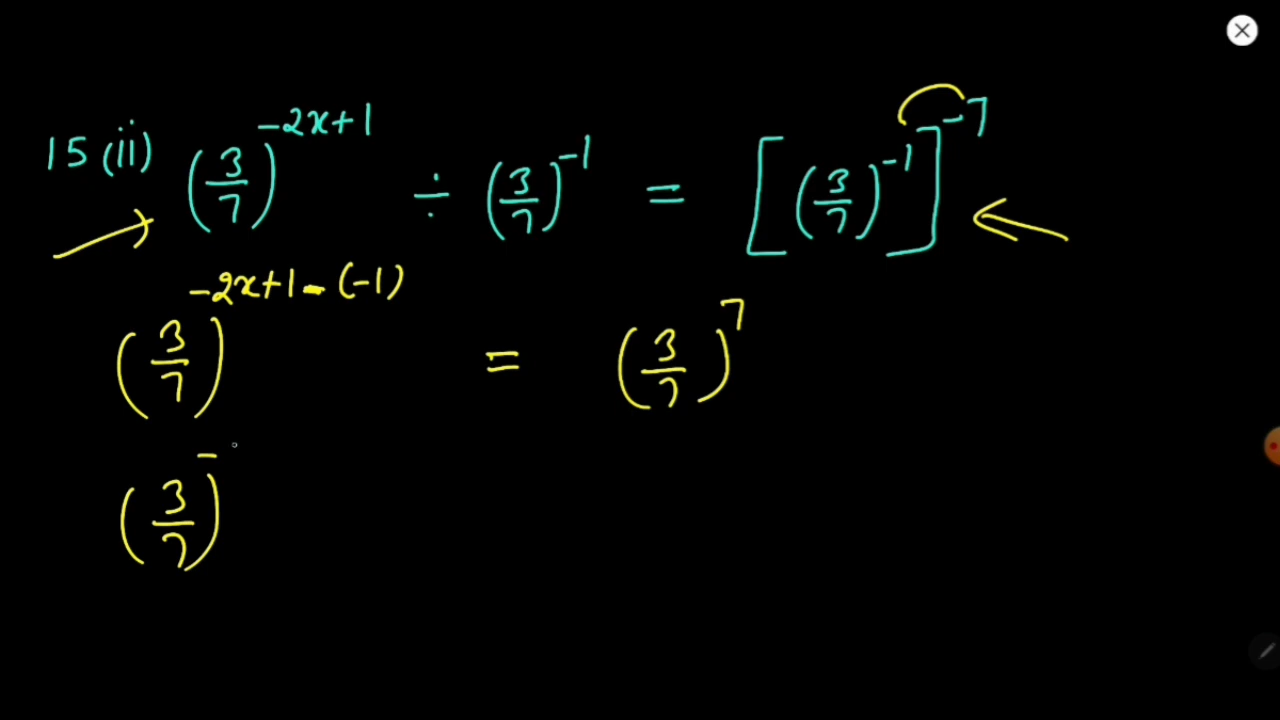 15 (ii) (3/7)^(-2x+1) ÷ (3/7)^(-1) = [(3/7)^(-1)]^(-7)
(3/7)^(-2x+1-(-1)) = (3/7)^7
(3/7)^-